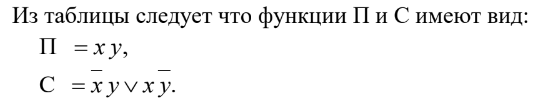 Из таблицы следует что функции П и С имеют вид:
П = x y,
С = x̅ y ∨ x y̅.